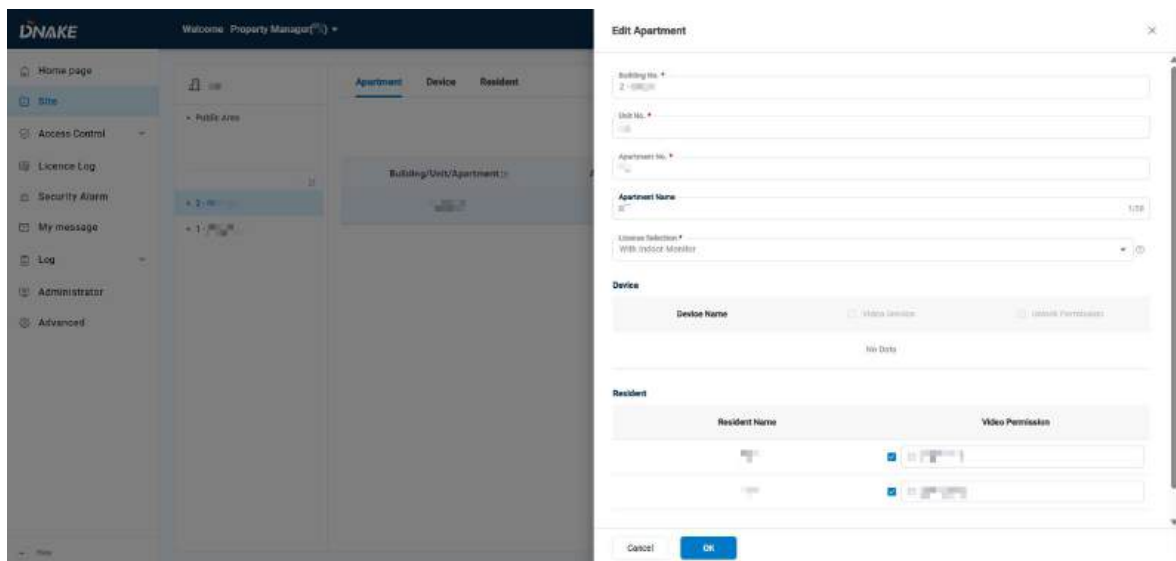 DNAKE
Welcome Property Manager( ) 
Home page
Site
Access Control
Licence Log
Security Alarm
My message
Log
Administrator
Advanced
Public Area
2 -
1 -
Apartment Device Resident
Building/Unit/Apartment
Edit Apartment
Building No. *
2 -
Unit No. *
Apartment No. *
Apartment Name
License Selection *
With Indoor Monitor
Device
Device Name Video Service Unlock Permission
No Data
Resident
Resident Name Video Permission
Cancel OK